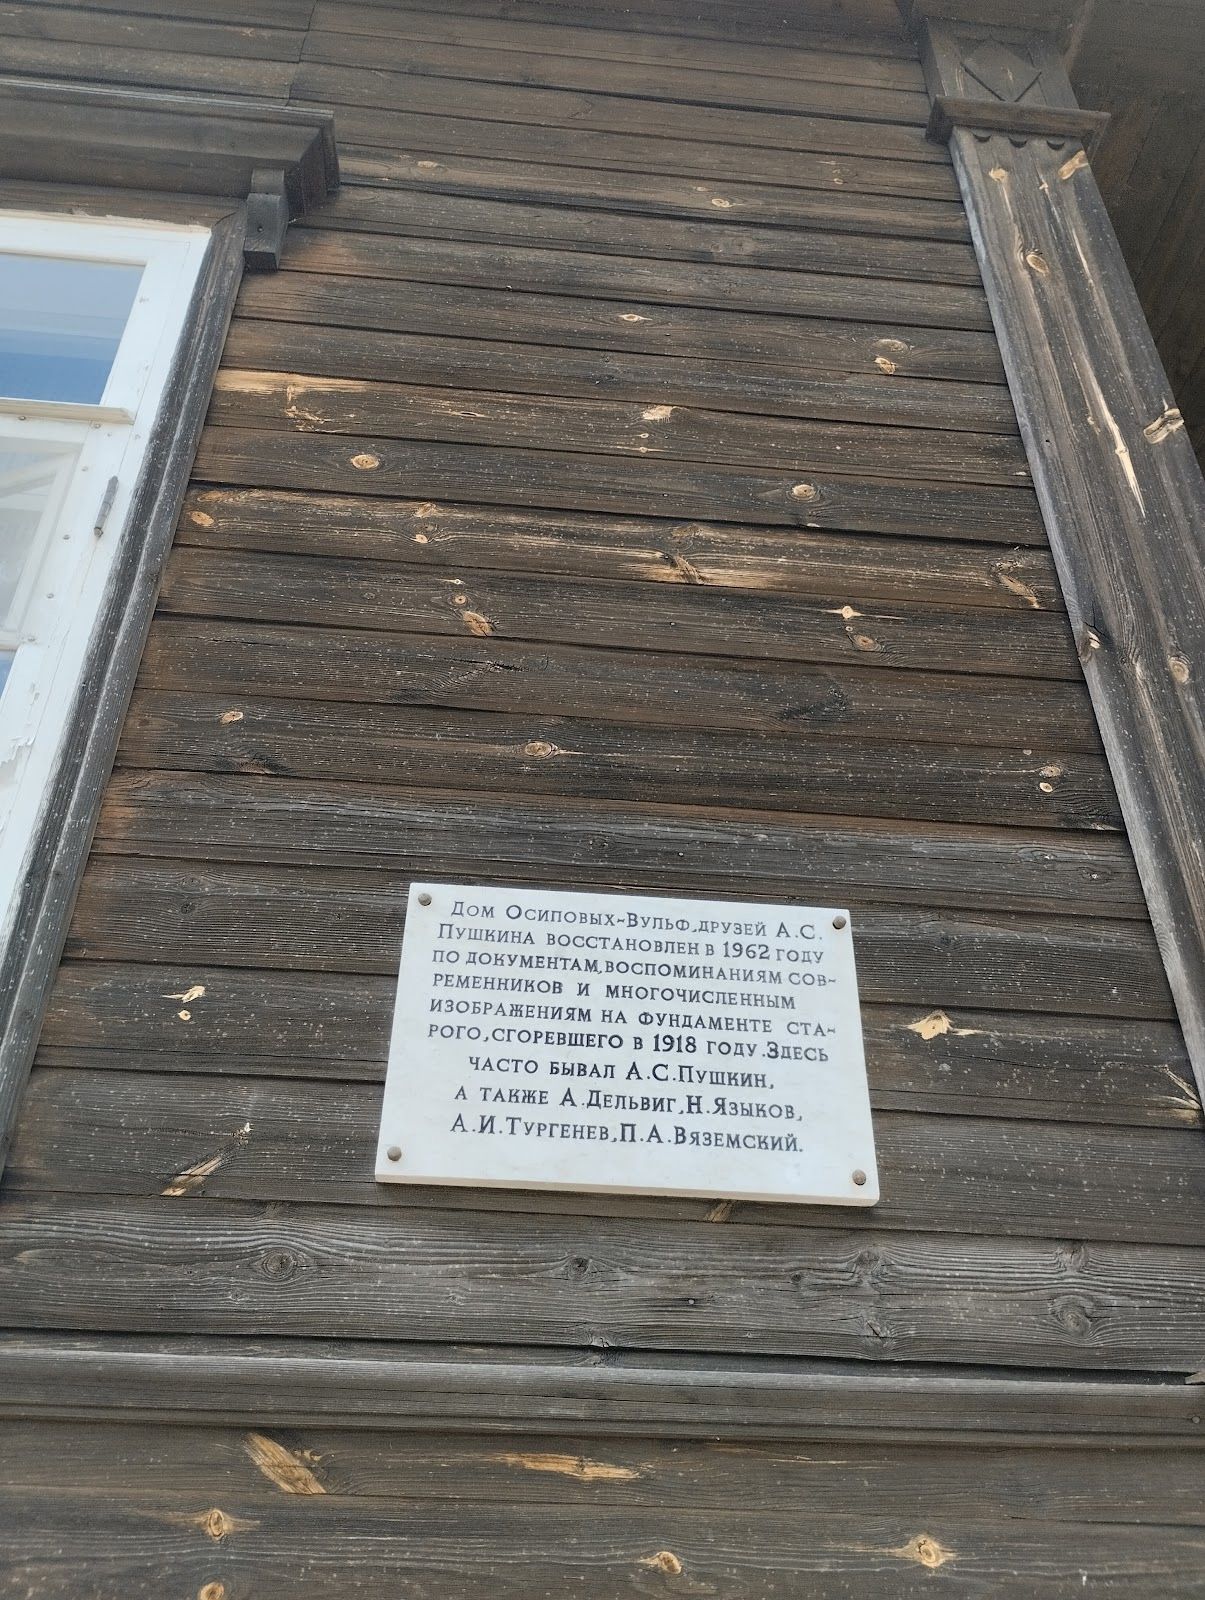 Дом Осиповых-Вульф, друзей А.С.
Пушкина восстановлен в 1962 году
по документам, воспоминаниям сов-
ременников и многочисленным
изображениям на фундаменте ста-
рого, сгоревшего в 1918 году. Здесь
часто бывал А.С.Пушкин,
а также А.Дельвиг, Н.Языков,
А.И.Тургенев, П.А.Вяземский.